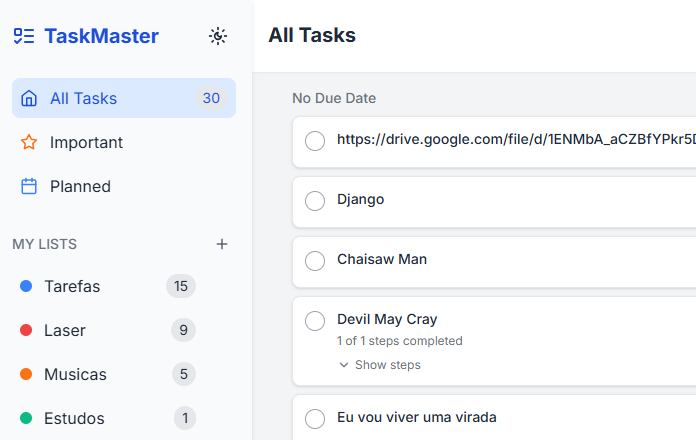 TaskMaster
All Tasks 30
Important
Planned
MY LISTS
Tarefas 15
Laser 9
Musicas 5
Estudos 1
All Tasks
No Due Date
https://drive.google.com/file/d/1ENMbA_aCZBfYPkr5D
Django
Chaisaw Man
Devil May Cray
1 of 1 steps completed
Show steps
Eu vou viver uma virada